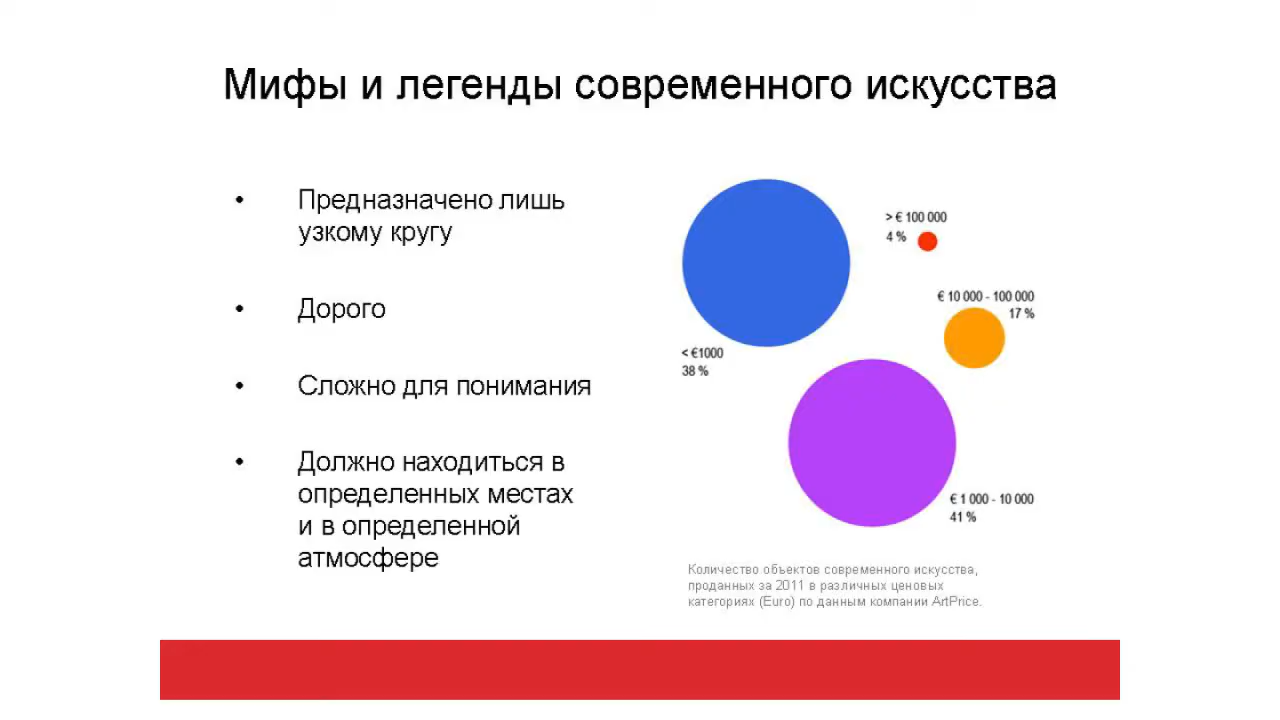 Мифы и легенды современного искусства
• Предназначено лишь
узкому кругу
• Дорого
• Сложно для понимания
• Должно находиться в
определенных местах
и в определенной
атмосфере
> € 100 000
4 %
€ 10 000 - 100 000
17 %
< €1000
38 %
€ 1 000 - 10 000
41 %
Количество объектов современного искусства,
проданных за 2011 в различных ценовых
категориях (Euro) по данным компании ArtPrice.